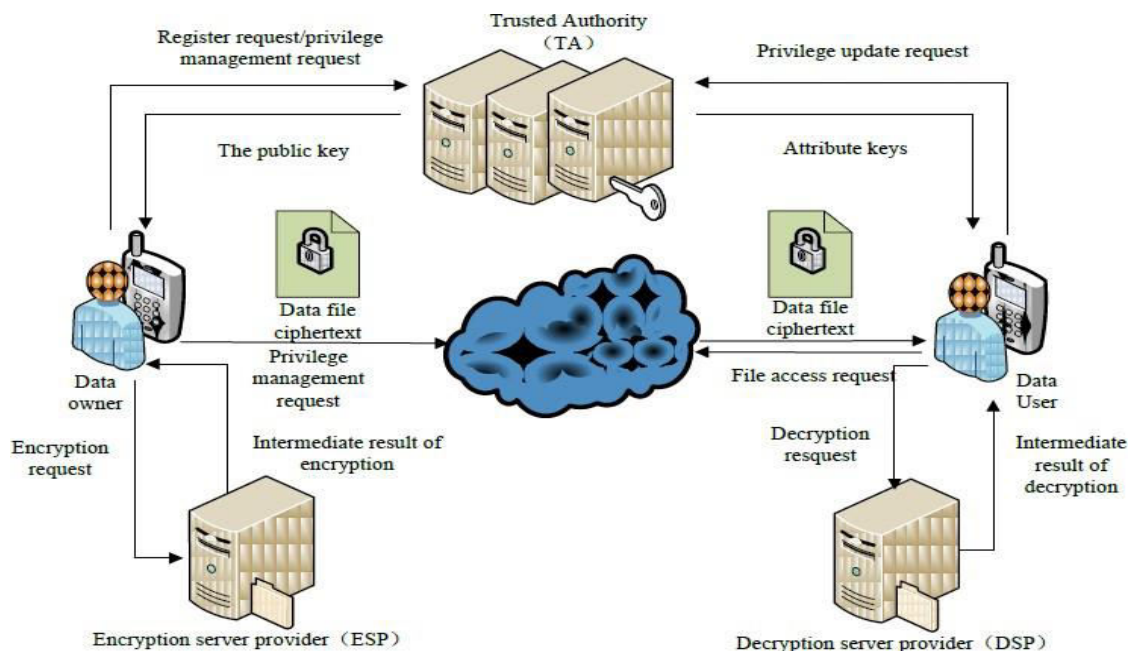 Trusted Authority
（TA）
Register request/privilege
management request
Privilege update request
The public key
Attribute keys
Data file
ciphertext
Privilege
management
request
Data file
ciphertext
File access request
Data
owner
Data
User
Encryption
request
Intermediate result of
encryption
Decryption
resquest
Intermediate
result of
decryption
Encryption server provider（ESP）
Decryption server provider（DSP）